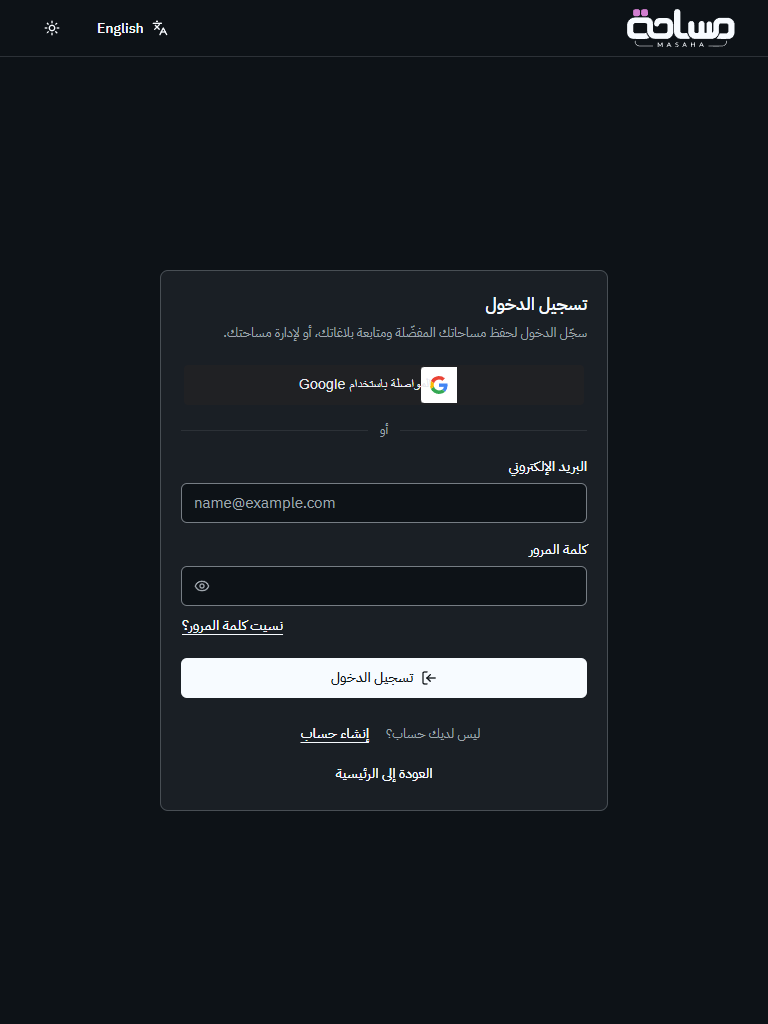 مساحة
MASAHA
English
تسجيل الدخول
سجّل الدخول لحفظ مساحاتك المفضّلة ومتابعة بلاغاتك، أو لإدارة مساحتك.
باستخدام Google
أو
البريد الإلكتروني
name@example.com
كلمة المرور
نسيت كلمة المرور؟
تسجيل الدخول
ليس لديك حساب؟ إنشاء حساب
العودة إلى الرئيسية